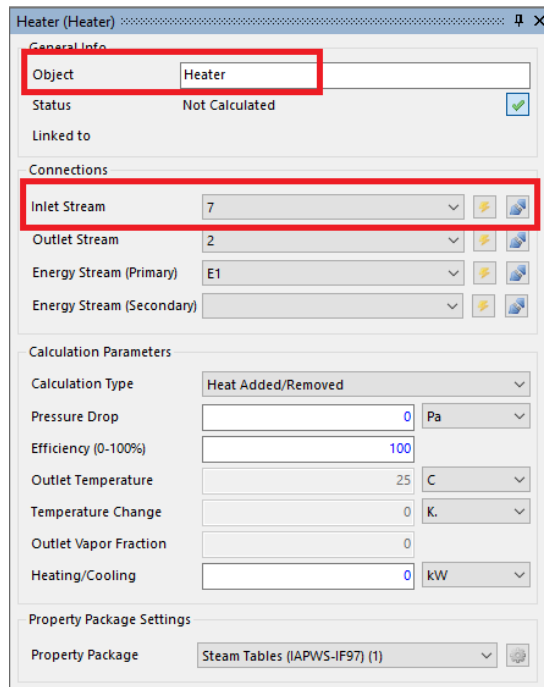 Heater (Heater)
General Info
Object Heater
Status Not Calculated
Linked to
Connections
Inlet Stream 7
Outlet Stream 2
Energy Stream (Primary) E1
Energy Stream (Secondary)
Calculation Parameters
Calculation Type Heat Added/Removed
Pressure Drop 0 Pa
Efficiency (0-100%) 100
Outlet Temperature 25 C
Temperature Change 0 K.
Outlet Vapor Fraction 0
Heating/Cooling 0 kW
Property Package Settings
Property Package Steam Tables (IAPWS-IF97) (1)